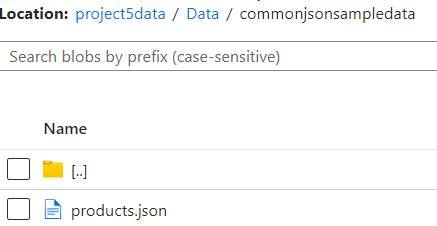 Location: project5data / Data / commonjsonsampledata
Search blobs by prefix (case-sensitive)
Name
[..]
products.json